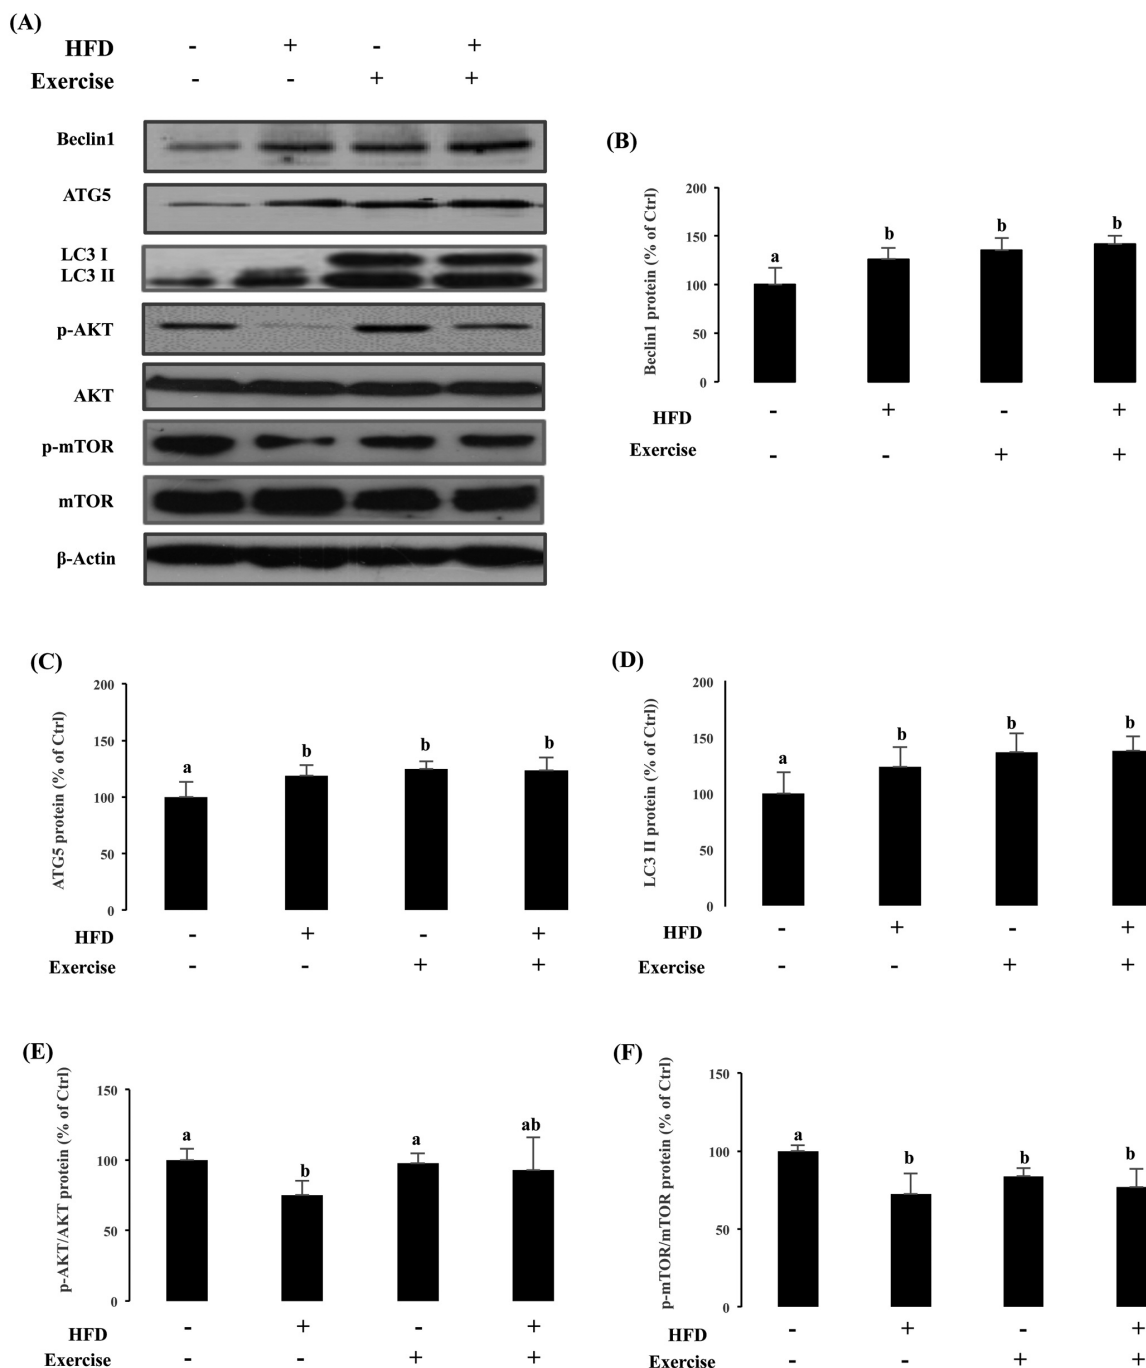 (A)
HFD - + - +
Exercise - - + +
Beclin1
ATG5
LC3 I
LC3 II
p-AKT
AKT
p-mTOR
mTOR
β-Actin
(B)
Beclin1 protein (% of Ctrl)
200
150
100
50
0
a b b b
HFD - + - +
Exercise - - + +
(C)
ATG5 protein (% of Ctrl)
200
150
100
50
0
a b b b
HFD - + - +
Exercise - - + +
(D)
LC3 II protein (% of Ctrl))
200
150
100
50
0
a b b b
HFD - + - +
Exercise - - + +
(E)
p-AKT/AKT protein (% of Ctrl)
150
100
50
0
a b a ab
HFD - + - +
Exercise - - + +
(F)
p-mTOR/mTOR protein (% of Ctrl)
150
100
50
0
a b b b
HFD - + - +
Exercise - - + +